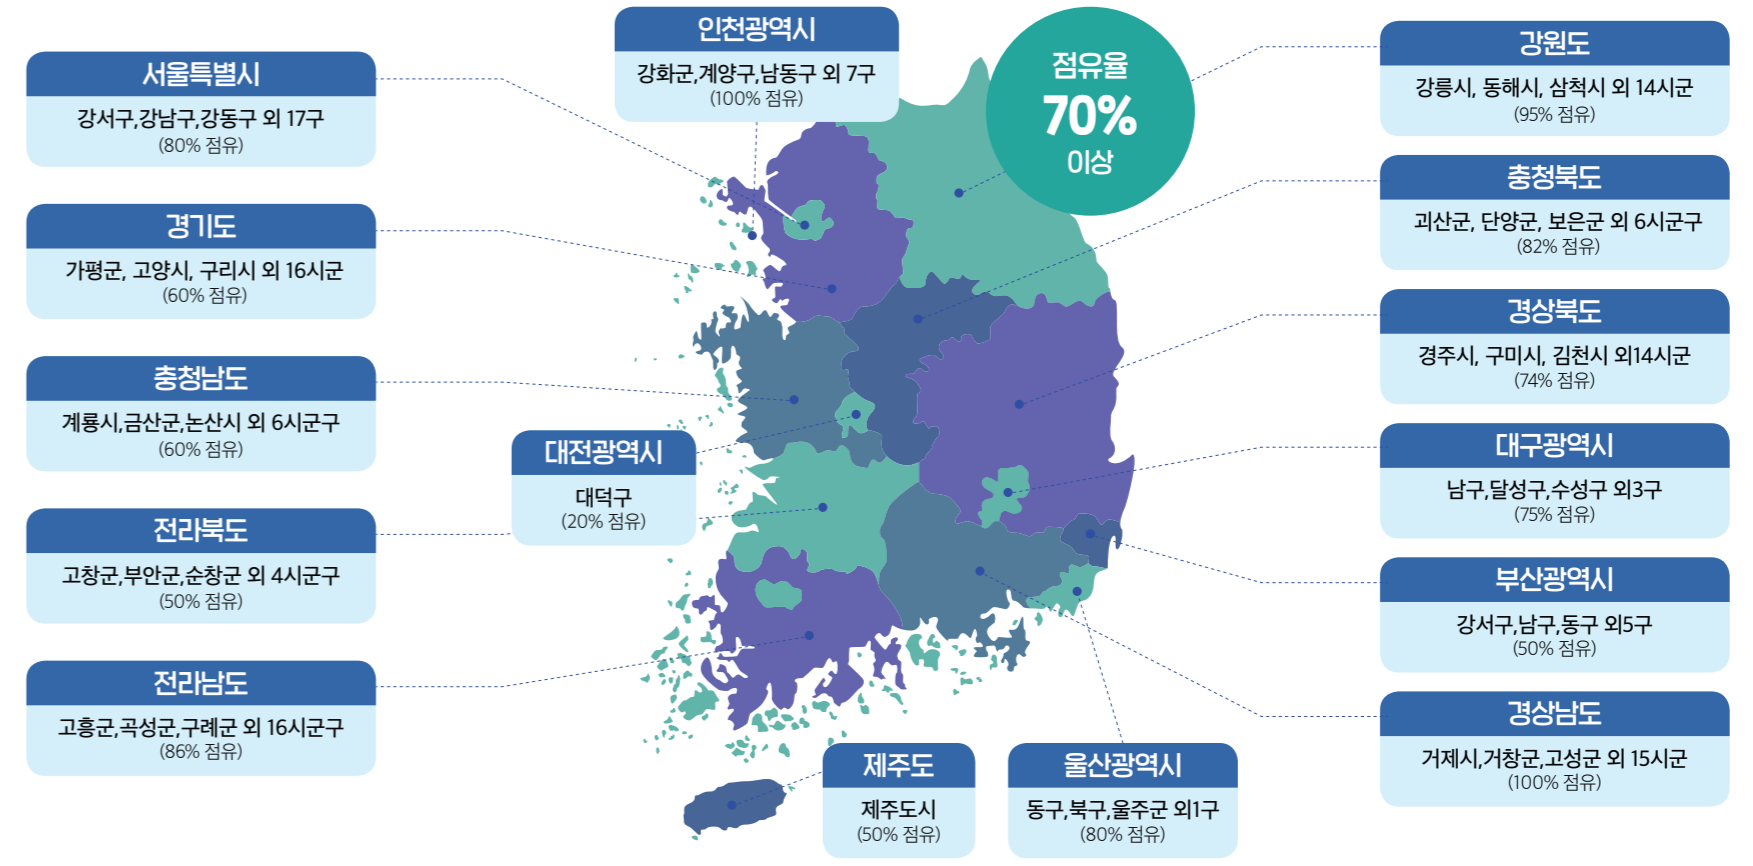 서울특별시
강서구,강남구,강동구 외 17구
(80% 점유)
경기도
가평군, 고양시, 구리시 외 16시군
(60% 점유)
충청남도
계룡시,금산군,논산시 외 6시군구
(60% 점유)
전라북도
고창군,부안군,순창군 외 4시군구
(50% 점유)
전라남도
고흥군,곡성군,구례군 외 16시군구
(86% 점유)
인천광역시
강화군,계양구,남동구 외 7구
(100% 점유)
대전광역시
대덕구
(20% 점유)
점유율
70%
이상
제주도
제주도시
(50% 점유)
울산광역시
동구,북구,울주군 외1구
(80% 점유)
강원도
강릉시, 동해시, 삼척시 외 14시군
(95% 점유)
충청북도
괴산군, 단양군, 보은군 외 6시군구
(82% 점유)
경상북도
경주시, 구미시, 김천시 외14시군
(74% 점유)
대구광역시
남구,달성구,수성구 외3구
(75% 점유)
부산광역시
강서구,남구,동구 외5구
(50% 점유)
경상남도
거제시,거창군,고성군 외 15시군
(100% 점유)